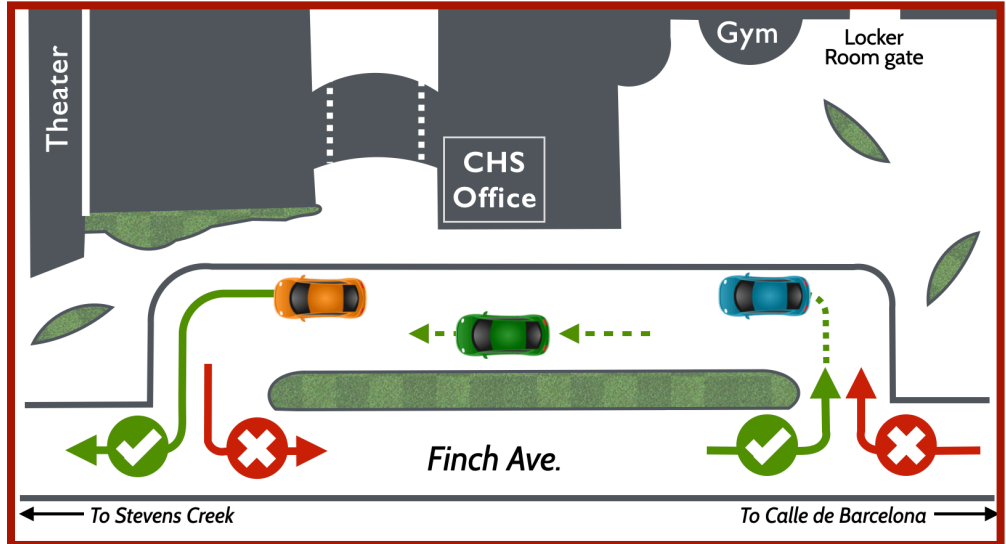 Theater
Gym
Locker
Room gate
CHS
Office
Finch Ave.
To Stevens Creek
To Calle de Barcelona